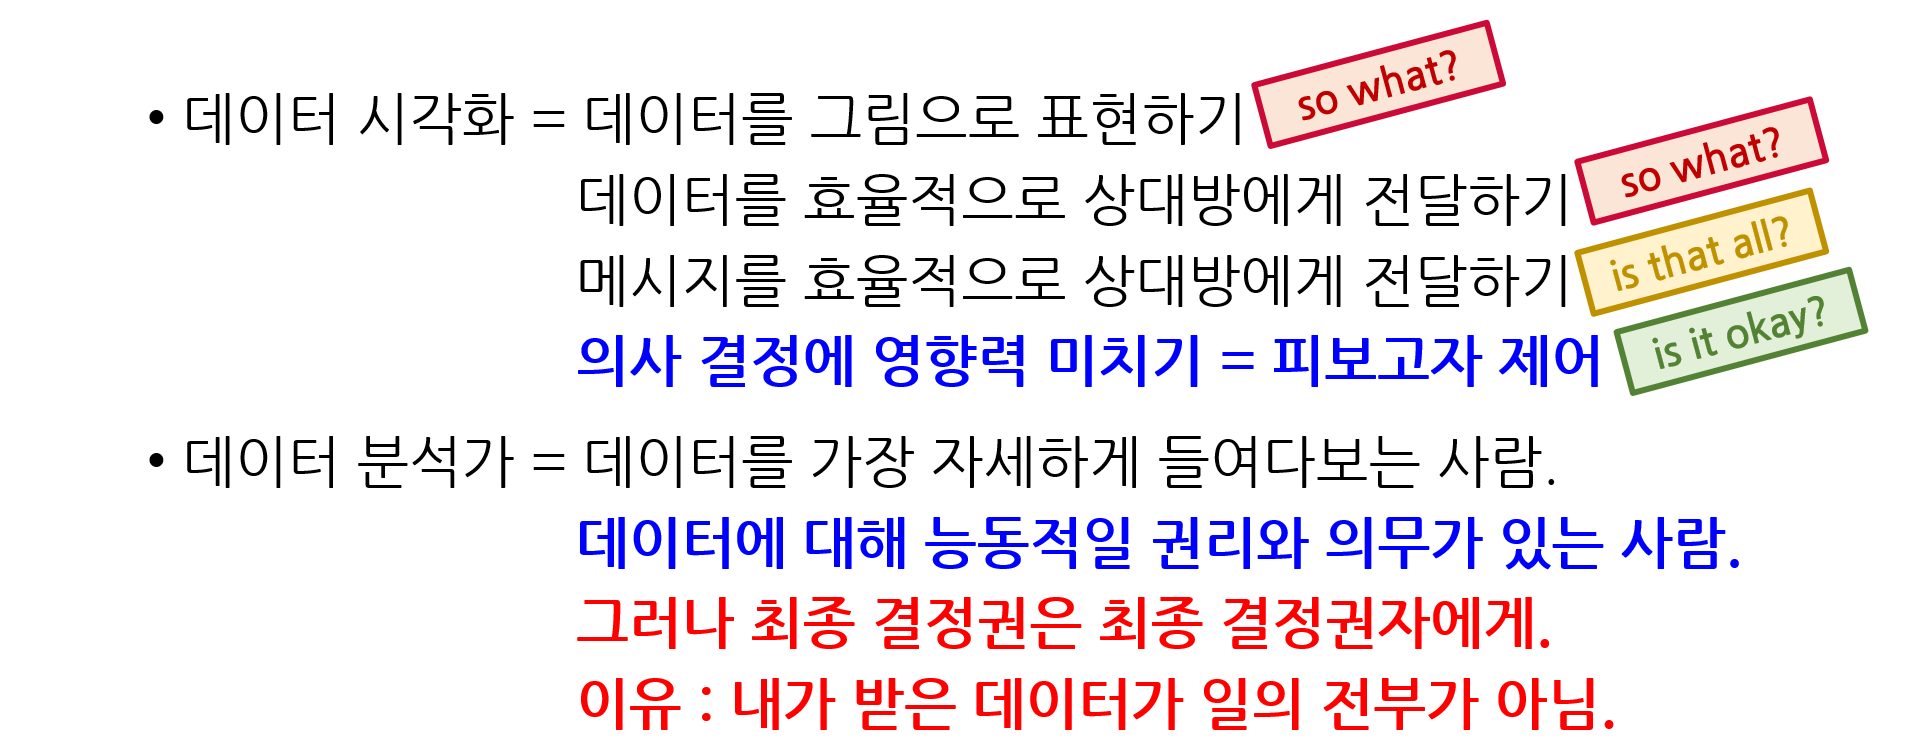 • 데이터 시각화 = 데이터를 그림으로 표현하기 so what?
데이터를 효율적으로 상대방에게 전달하기 so what?
메시지를 효율적으로 상대방에게 전달하기 is that all?
의사 결정에 영향력 미치기 = 피보고자 제어 is it okay?
• 데이터 분석가 = 데이터를 가장 자세하게 들여다보는 사람.
데이터에 대해 능동적일 권리와 의무가 있는 사람.
그러나 최종 결정권은 최종 결정권자에게.
이유 : 내가 받은 데이터가 일의 전부가 아님.